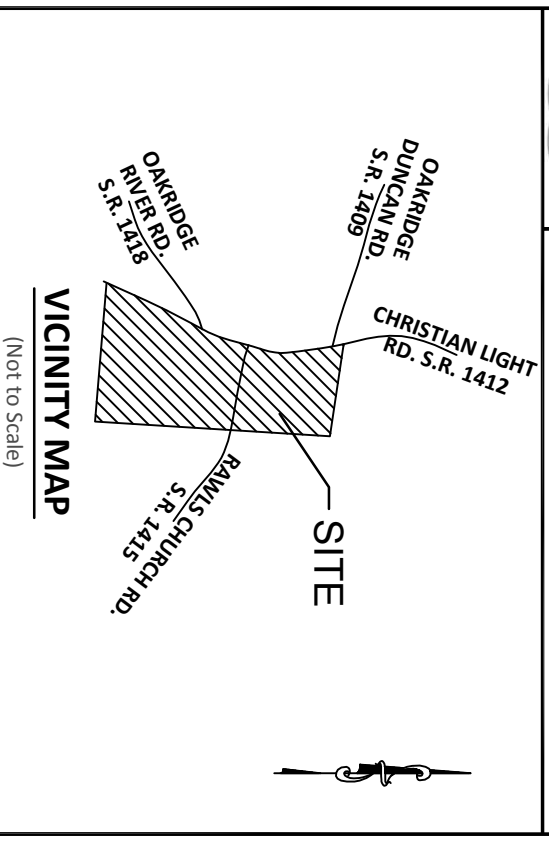 OAKRIDGE
DUNCAN RD.
S.R. 1409
CHRISTIAN LIGHT
RD. S.R. 1412
OAKRIDGE
RIVER RD.
S.R. 1418
SITE
RAWLS CHURCH RD.
S.R. 1415
VICINITY MAP
(Not to Scale)